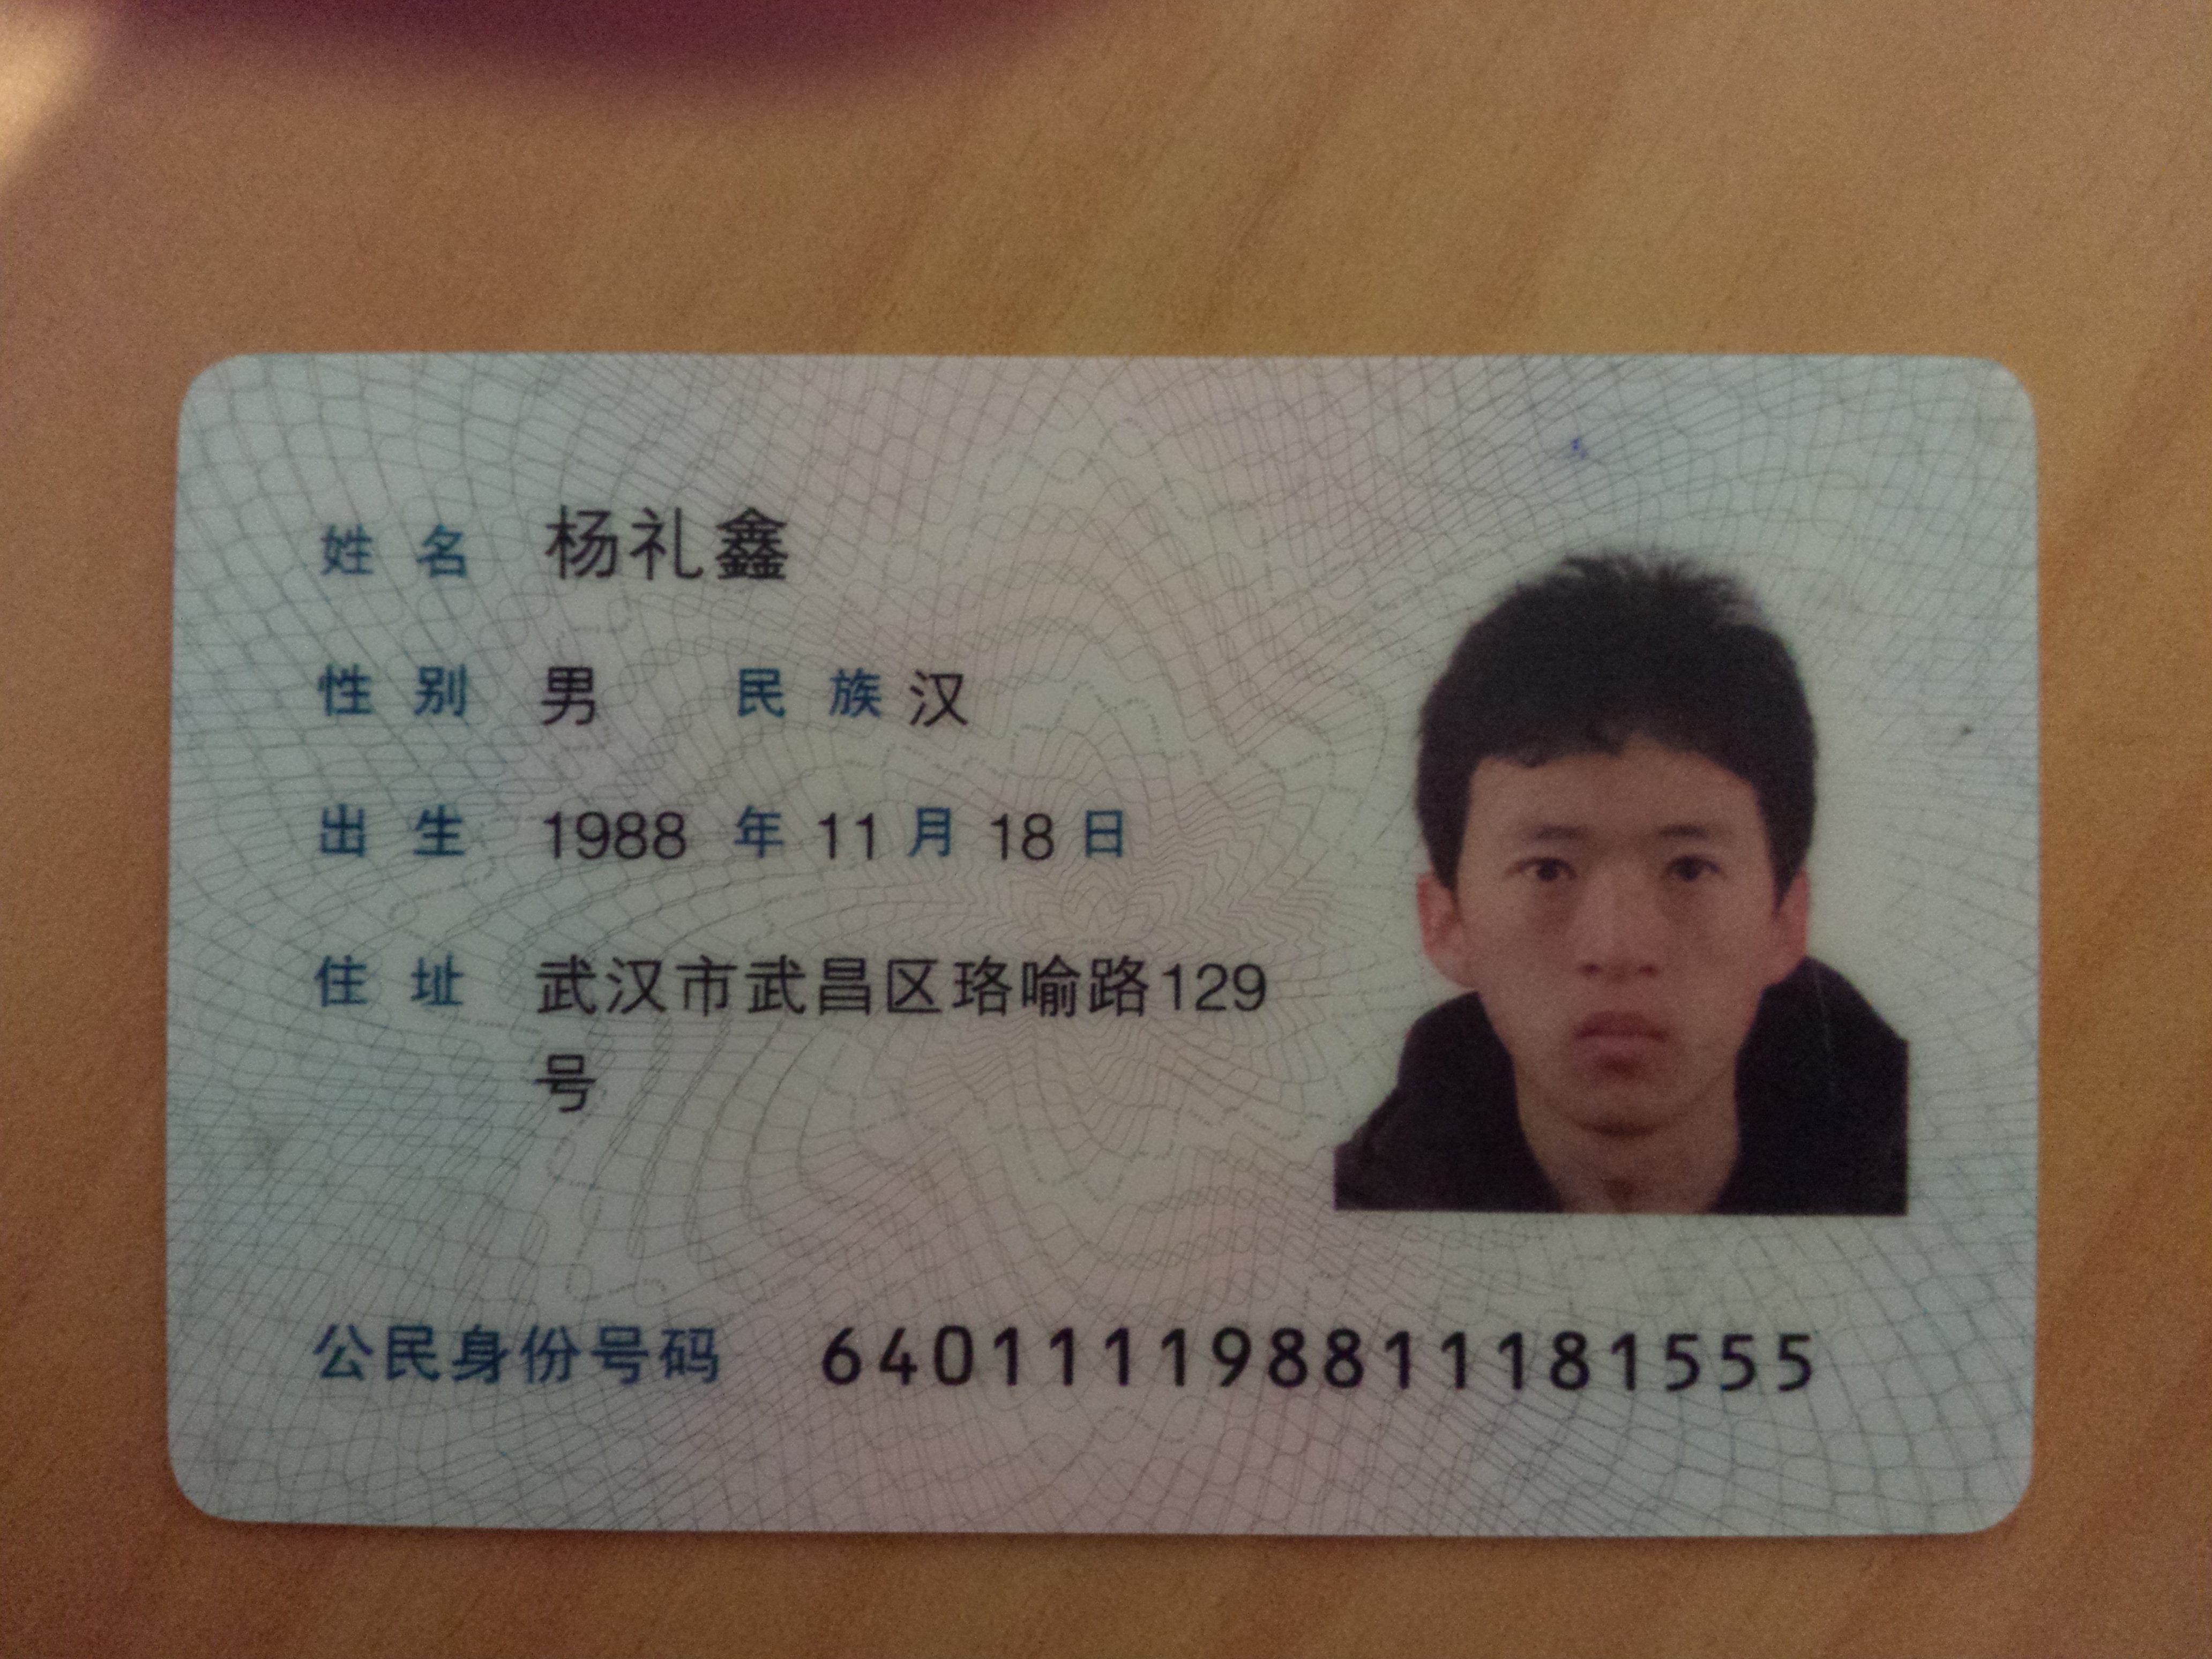 姓名 杨礼鑫
性别 男 民族 汉
出生 1988 年 11 月 18 日
住址 武汉市武昌区珞喻路129
号
公民身份号码 640111198811181555